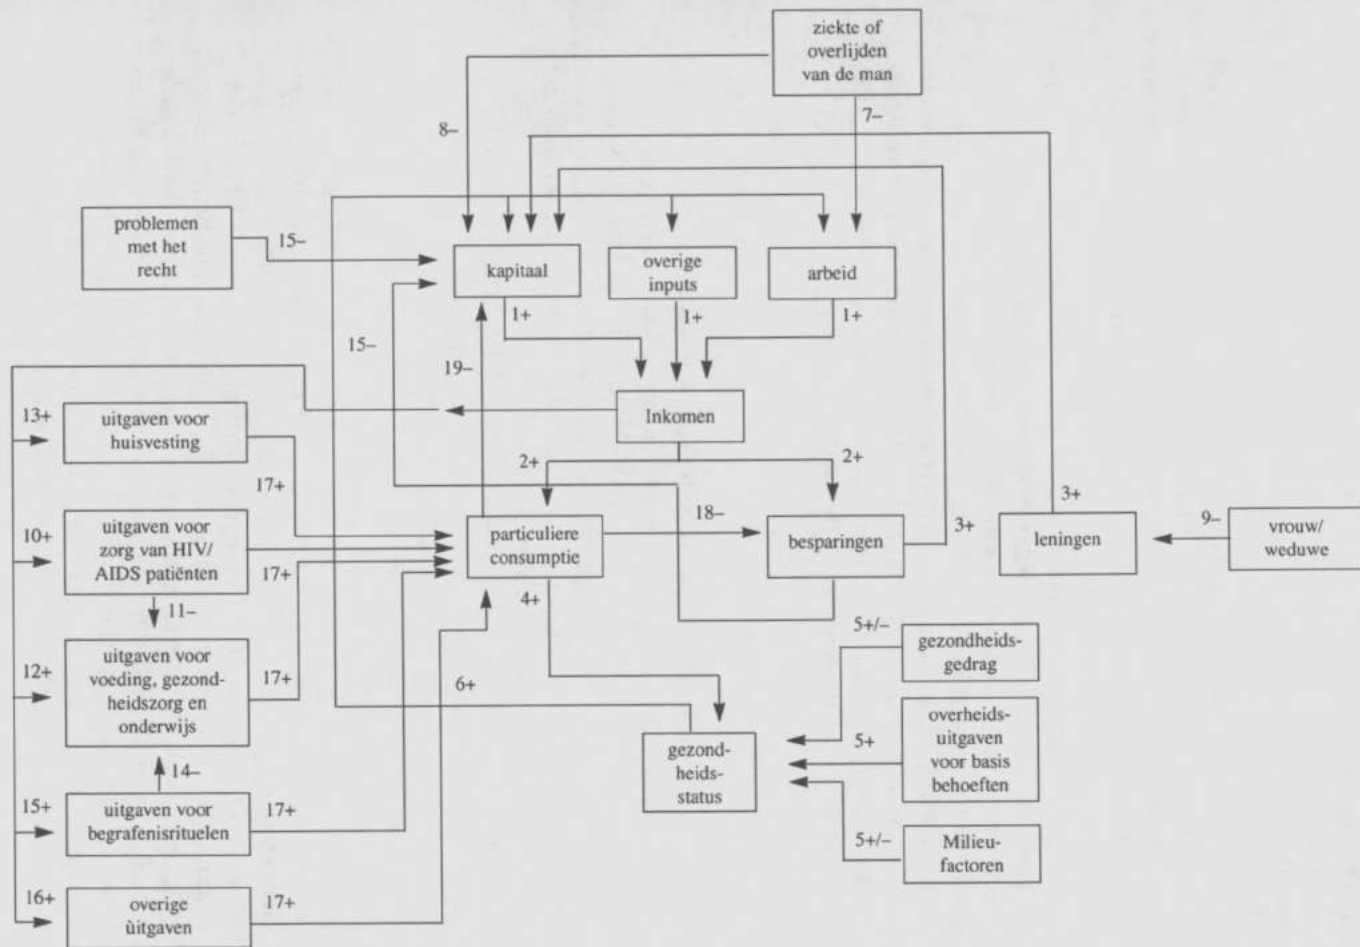 ziekte of
overlijden
van de man
8–
7–
problemen
met het
recht
15–
kapitaal
overige
inputs
arbeid
1+
1+
1+
15–
19–
Inkomen
13+
uitgaven voor
huisvesting
2+
2+
17+
3+
3+
10+
uitgaven voor
zorg van HIV/
AIDS patiënten
particuliere
consumptie
18–
besparingen
leningen
9–
vrouw/
weduwe
17+
11–
4+
12+
uitgaven voor
voeding, gezond-
heidszorg en
onderwijs
17+
6+
5+/–
gezondheids-
gedrag
gezond-
heids-
status
5+
overheids-
uitgaven
voor basis
behoeften
14–
15+
uitgaven voor
begrafenisrituelen
17+
5+/–
Milieu-
factoren
16+
overige
ùitgaven
17+